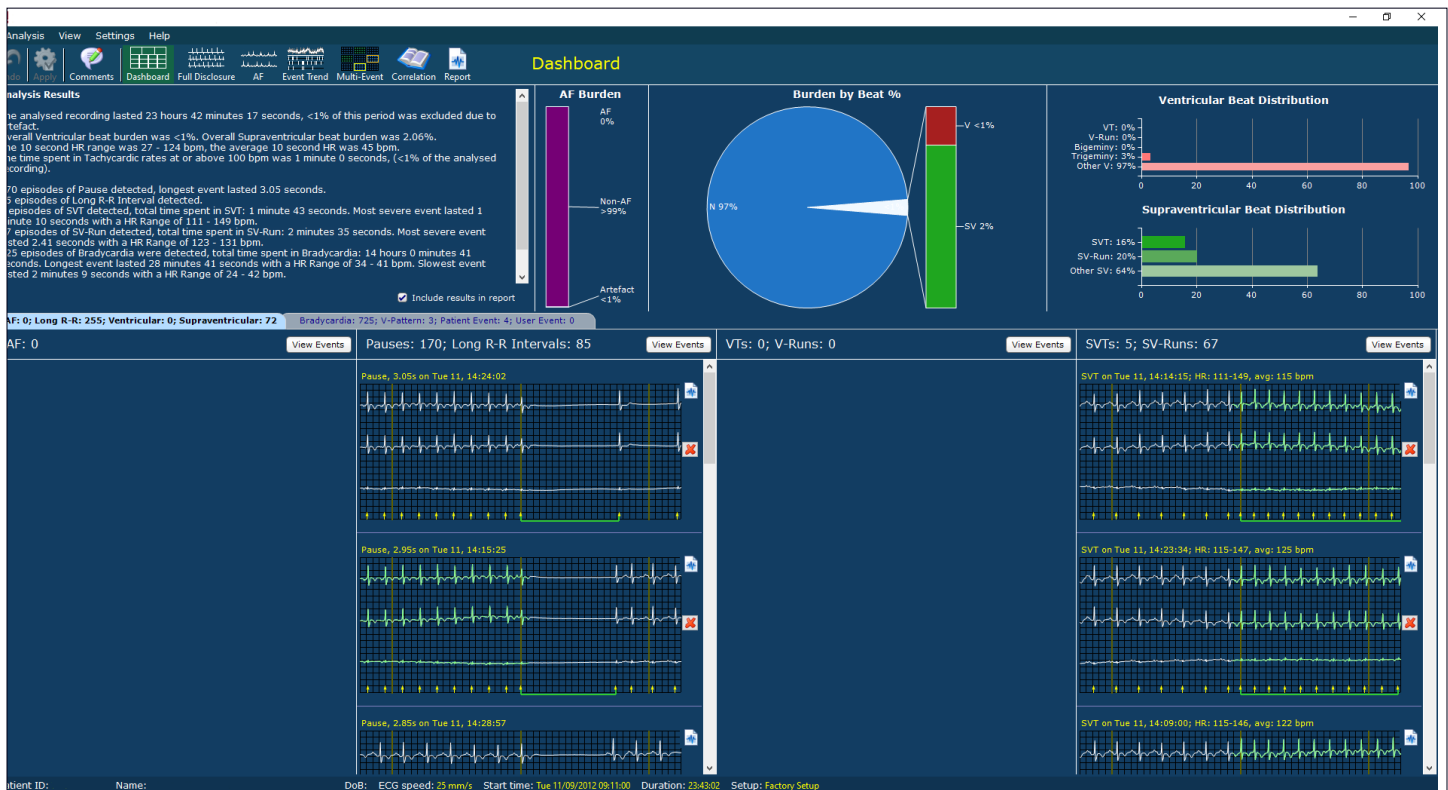 Analysis View Settings Help
Undo Apply Comments Dashboard Full Disclosure AF Event Trend Multi-Event Correlation Report
Dashboard
nalysis Results
he analysed recording lasted 23 hours 42 minutes 17 seconds, <1% of this period was excluded due to
rtefact.
verall Ventricular beat burden was <1%. Overall Supraventricular beat burden was 2.06%.
he 10 second HR range was 27 - 124 bpm, the average 10 second HR was 45 bpm.
he time spent in Tachycardic rates at or above 100 bpm was 1 minute 0 seconds, (<1% of the analysed
ecording).
70 episodes of Pause detected, longest event lasted 3.05 seconds.
5 episodes of Long R-R Interval detected.
episodes of SVT detected, total time spent in SVT: 1 minute 43 seconds. Most severe event lasted 1
inute 10 seconds with a HR Range of 111 - 149 bpm.
7 episodes of SV-Run detected, total time spent in SV-Run: 2 minutes 35 seconds. Most severe event
sted 2.41 seconds with a HR Range of 123 - 131 bpm.
25 episodes of Bradycardia were detected, total time spent in Bradycardia: 14 hours 0 minutes 41
econds. Longest event lasted 28 minutes 41 seconds with a HR Range of 34 - 41 bpm. Slowest event
sted 2 minutes 9 seconds with a HR Range of 24 - 42 bpm.
Include results in report
AF Burden
AF
0%
Non-AF
>99%
Artefact
<1%
Burden by Beat %
N 97%
V <1%
SV 2%
Ventricular Beat Distribution
VT: 0%
V-Run: 0%
Bigeminy: 0%
Trigeminy: 3%
Other V: 97%
0 20 40 60 80 100
Supraventricular Beat Distribution
SVT: 16%
SV-Run: 20%
Other SV: 64%
0 20 40 60 80 100
AF: 0; Long R-R: 255; Ventricular: 0; Supraventricular: 72
Bradycardia: 725; V-Pattern: 3; Patient Event: 4; User Event: 0
AF: 0
View Events
Pauses: 170; Long R-R Intervals: 85
View Events
VTs: 0; V-Runs: 0
View Events
SVTs: 5; SV-Runs: 67
View Events
Pause, 3.05s on Tue 11, 14:24:02
Pause, 2.95s on Tue 11, 14:15:25
Pause, 2.85s on Tue 11, 14:28:57
SVT on Tue 11, 14:14:15; HR: 111-149, avg: 115 bpm
SVT on Tue 11, 14:23:34; HR: 115-147, avg: 125 bpm
SVT on Tue 11, 14:09:00; HR: 115-146, avg: 122 bpm
atient ID: Name: DoB: ECG speed: 25 mm/s Start time: Tue 11/09/2012 09:11:00 Duration: 23:43:02 Setup: Factory Setup